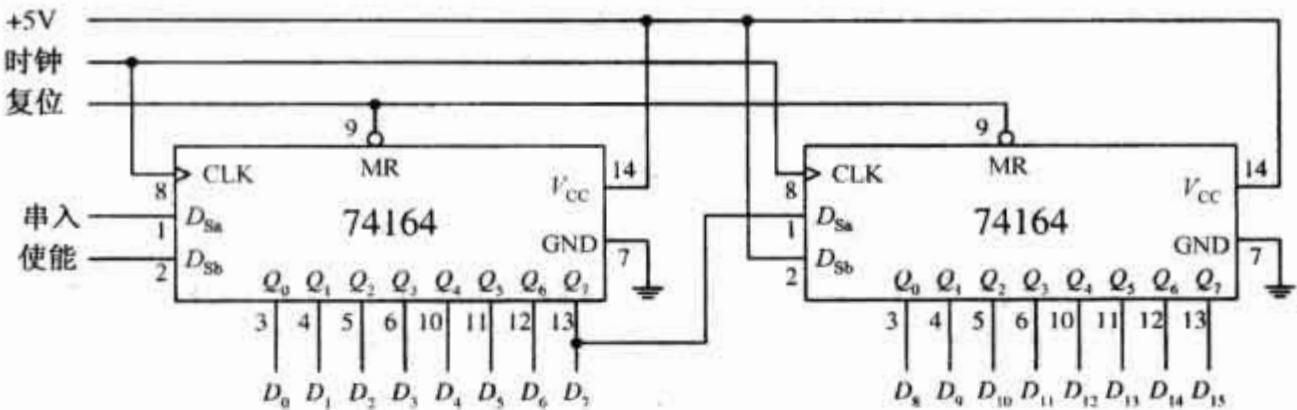 +5V
时钟
复位
9 9
CLK MR 14 CLK MR 14
8 V_CC 8 V_CC
串入 D_Sa 74164 D_Sa 74164
1 GND 1 GND
使能 D_Sb 7 D_Sb 7
2 2
Q_0 Q_1 Q_2 Q_3 Q_4 Q_5 Q_6 Q_7 Q_0 Q_1 Q_2 Q_3 Q_4 Q_5 Q_6 Q_7
3 4 5 6 10 11 12 13 3 4 5 6 10 11 12 13
D_0 D_1 D_2 D_3 D_4 D_5 D_6 D_7 D_8 D_9 D_10 D_11 D_12 D_13 D_14 D_15